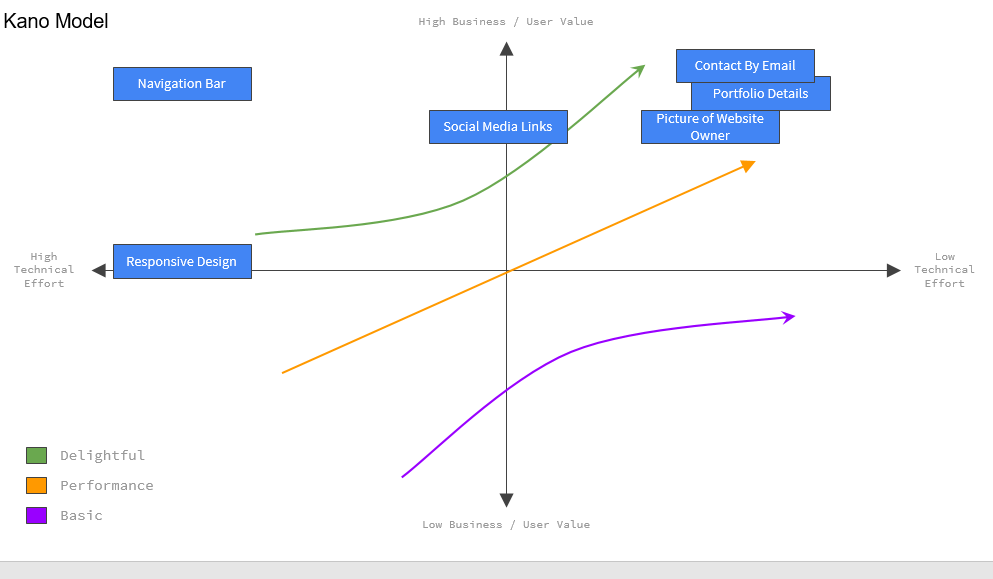 Kano Model
High Business / User Value
Contact By Email
Navigation Bar
Portfolio Details
Social Media Links
Picture of Website
Owner
High
Technical
Effort
Responsive Design
Low
Technical
Effort
Delightful
Performance
Basic
Low Business / User Value